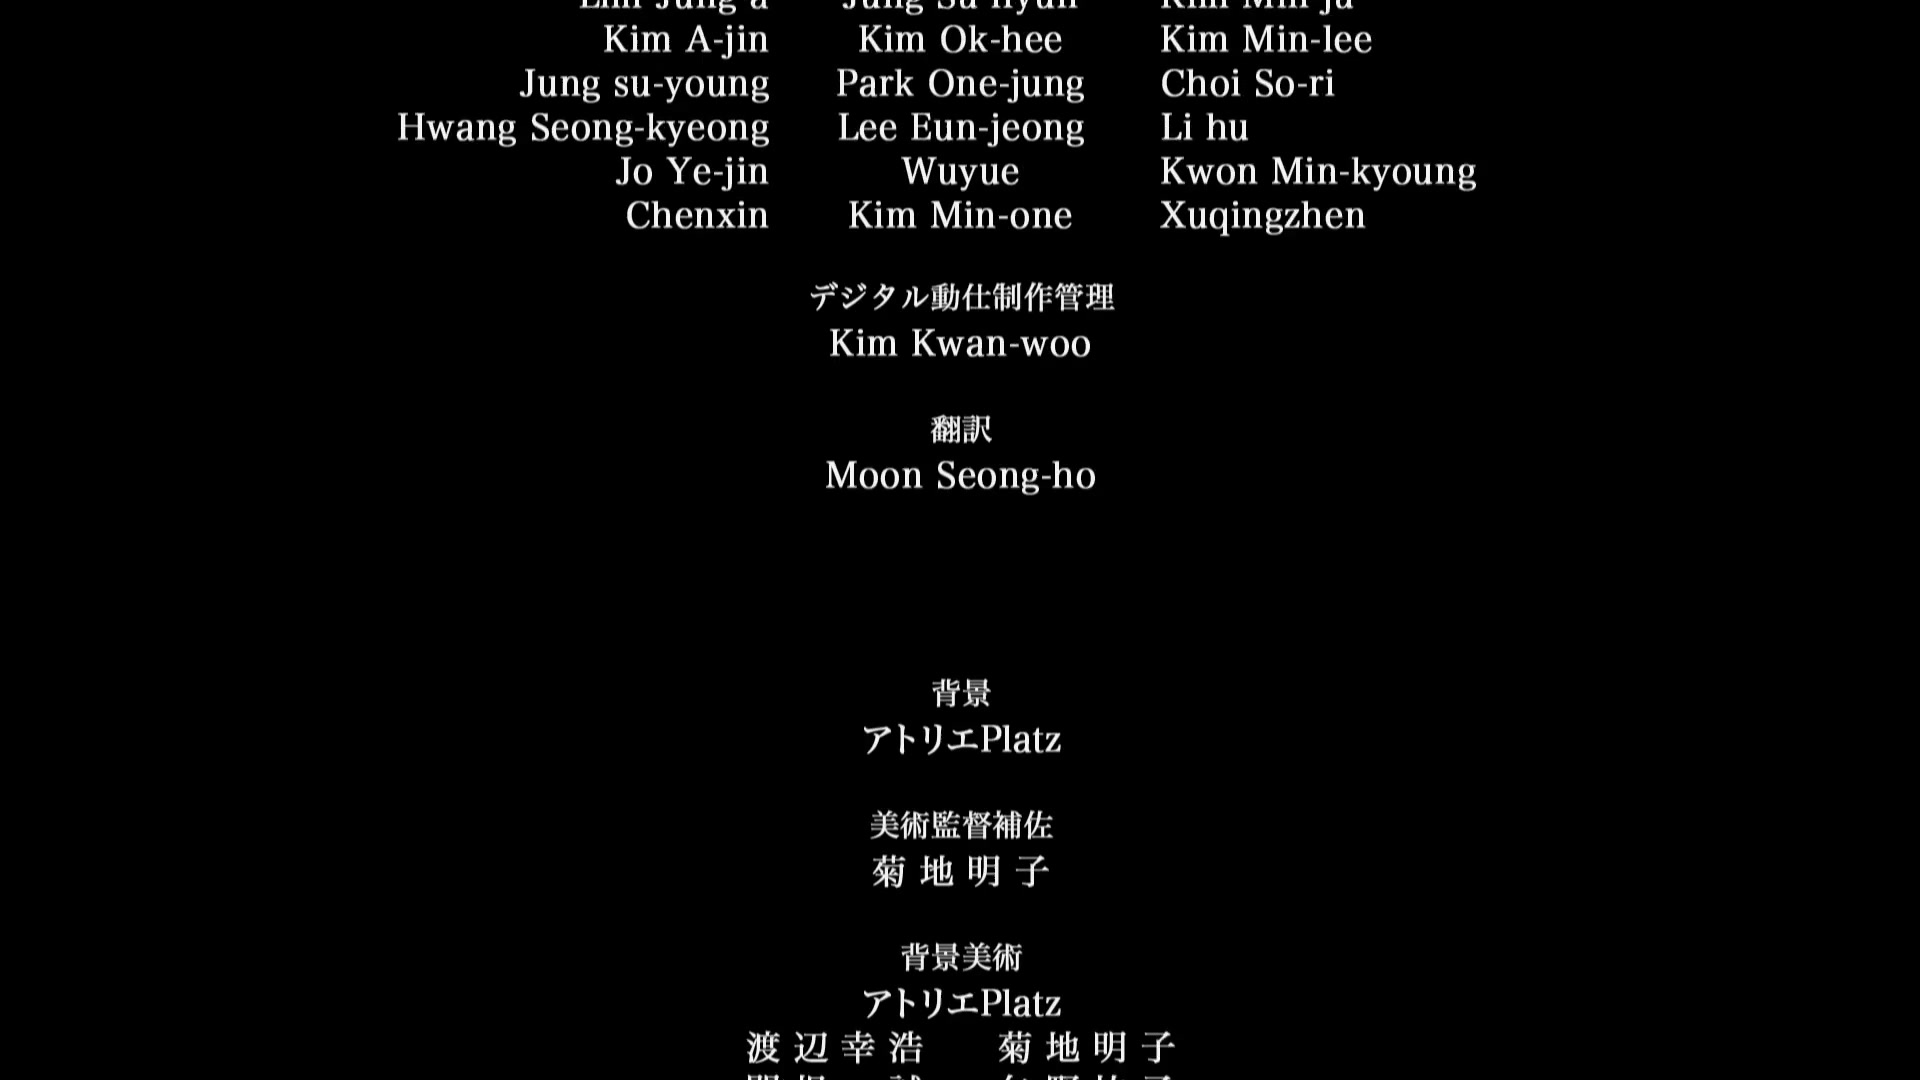 Kim A-jin Kim Ok-hee Kim Min-lee
Jung su-young Park One-jung Choi So-ri
Hwang Seong-kyeong Lee Eun-jeong Li hu
Jo Ye-jin Wuyue Kwon Min-kyoung
Chenxin Kim Min-one Xuqingzhen
デジタル動仕制作管理
Kim Kwan-woo
翻訳
Moon Seong-ho
背景
アトリエPlatz
美術監督補佐
菊地明子
背景美術
アトリエPlatz
渡辺幸浩 菊地明子